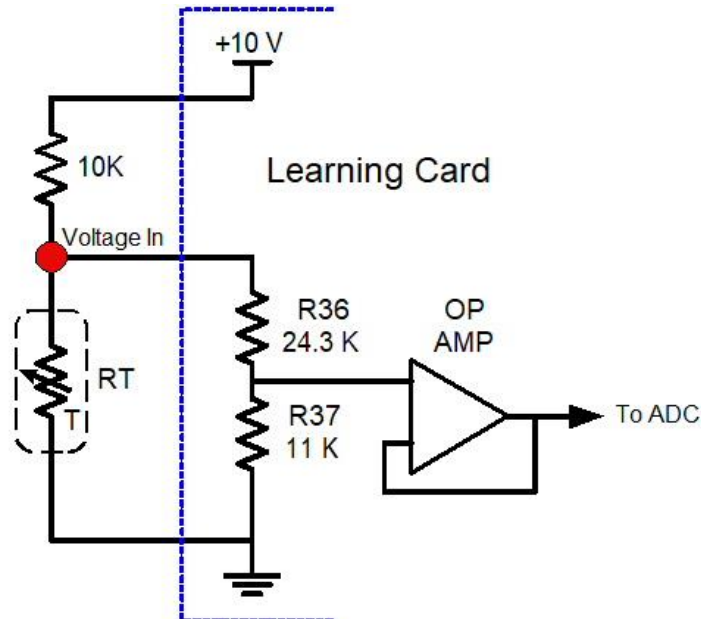 +10 V
10K
Learning Card
Voltage In
R36
24.3 K
OP
AMP
RT
T
R37
11 K
To ADC